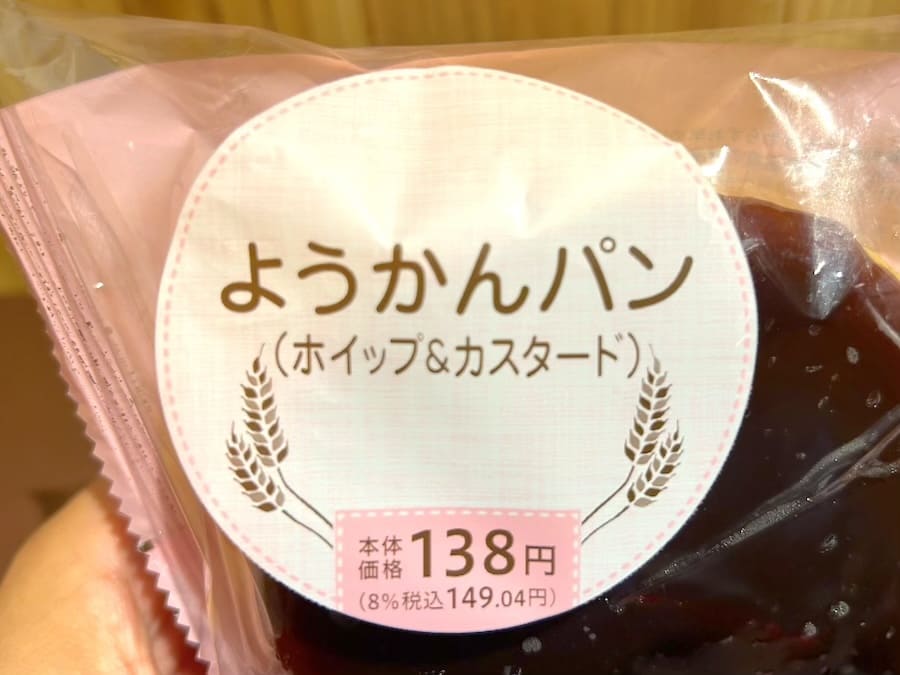 ようかんパン
(ホイップ&カスタード)
本体
価格 138円
(8%税込149.04円)